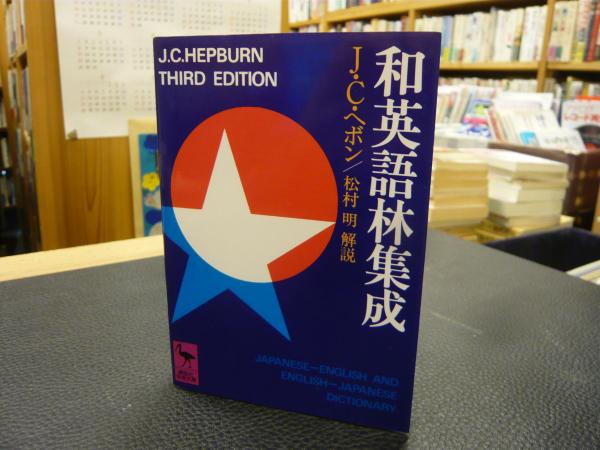 J.C.HEPBURN
THIRD EDITION
和英語林集成
J・C・ヘボン/松村 明 解説
JAPANESE–ENGLISH AND
ENGLISH–JAPANESE
DICTIONARY